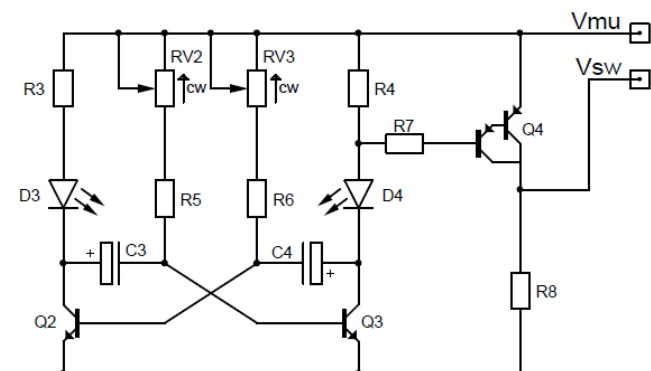 Vmu
RV2
RV3
Vsw
R3
cw
cw
R4
R7
Q4
D3
R5
R6
D4
+
C3
C4
+
R8
Q2
Q3